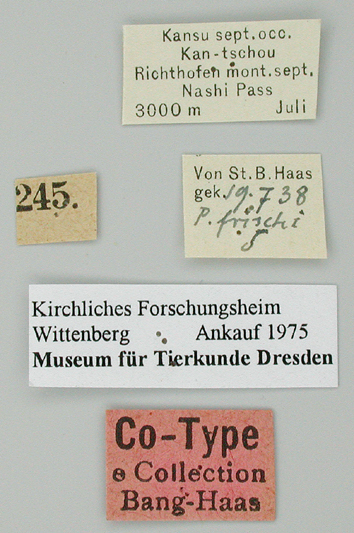 Kansu sept.occ.
Kan-tschou
Richthofen mont.sept.
Nashi Pass
3000 m Juli
245.
Von St. B. Haas
gek. 19.7 38
P. frischi
Kirchliches Forschungsheim
Wittenberg Ankauf 1975
Museum für Tierkunde Dresden
Co-Type
e Collection
Bang-Haas